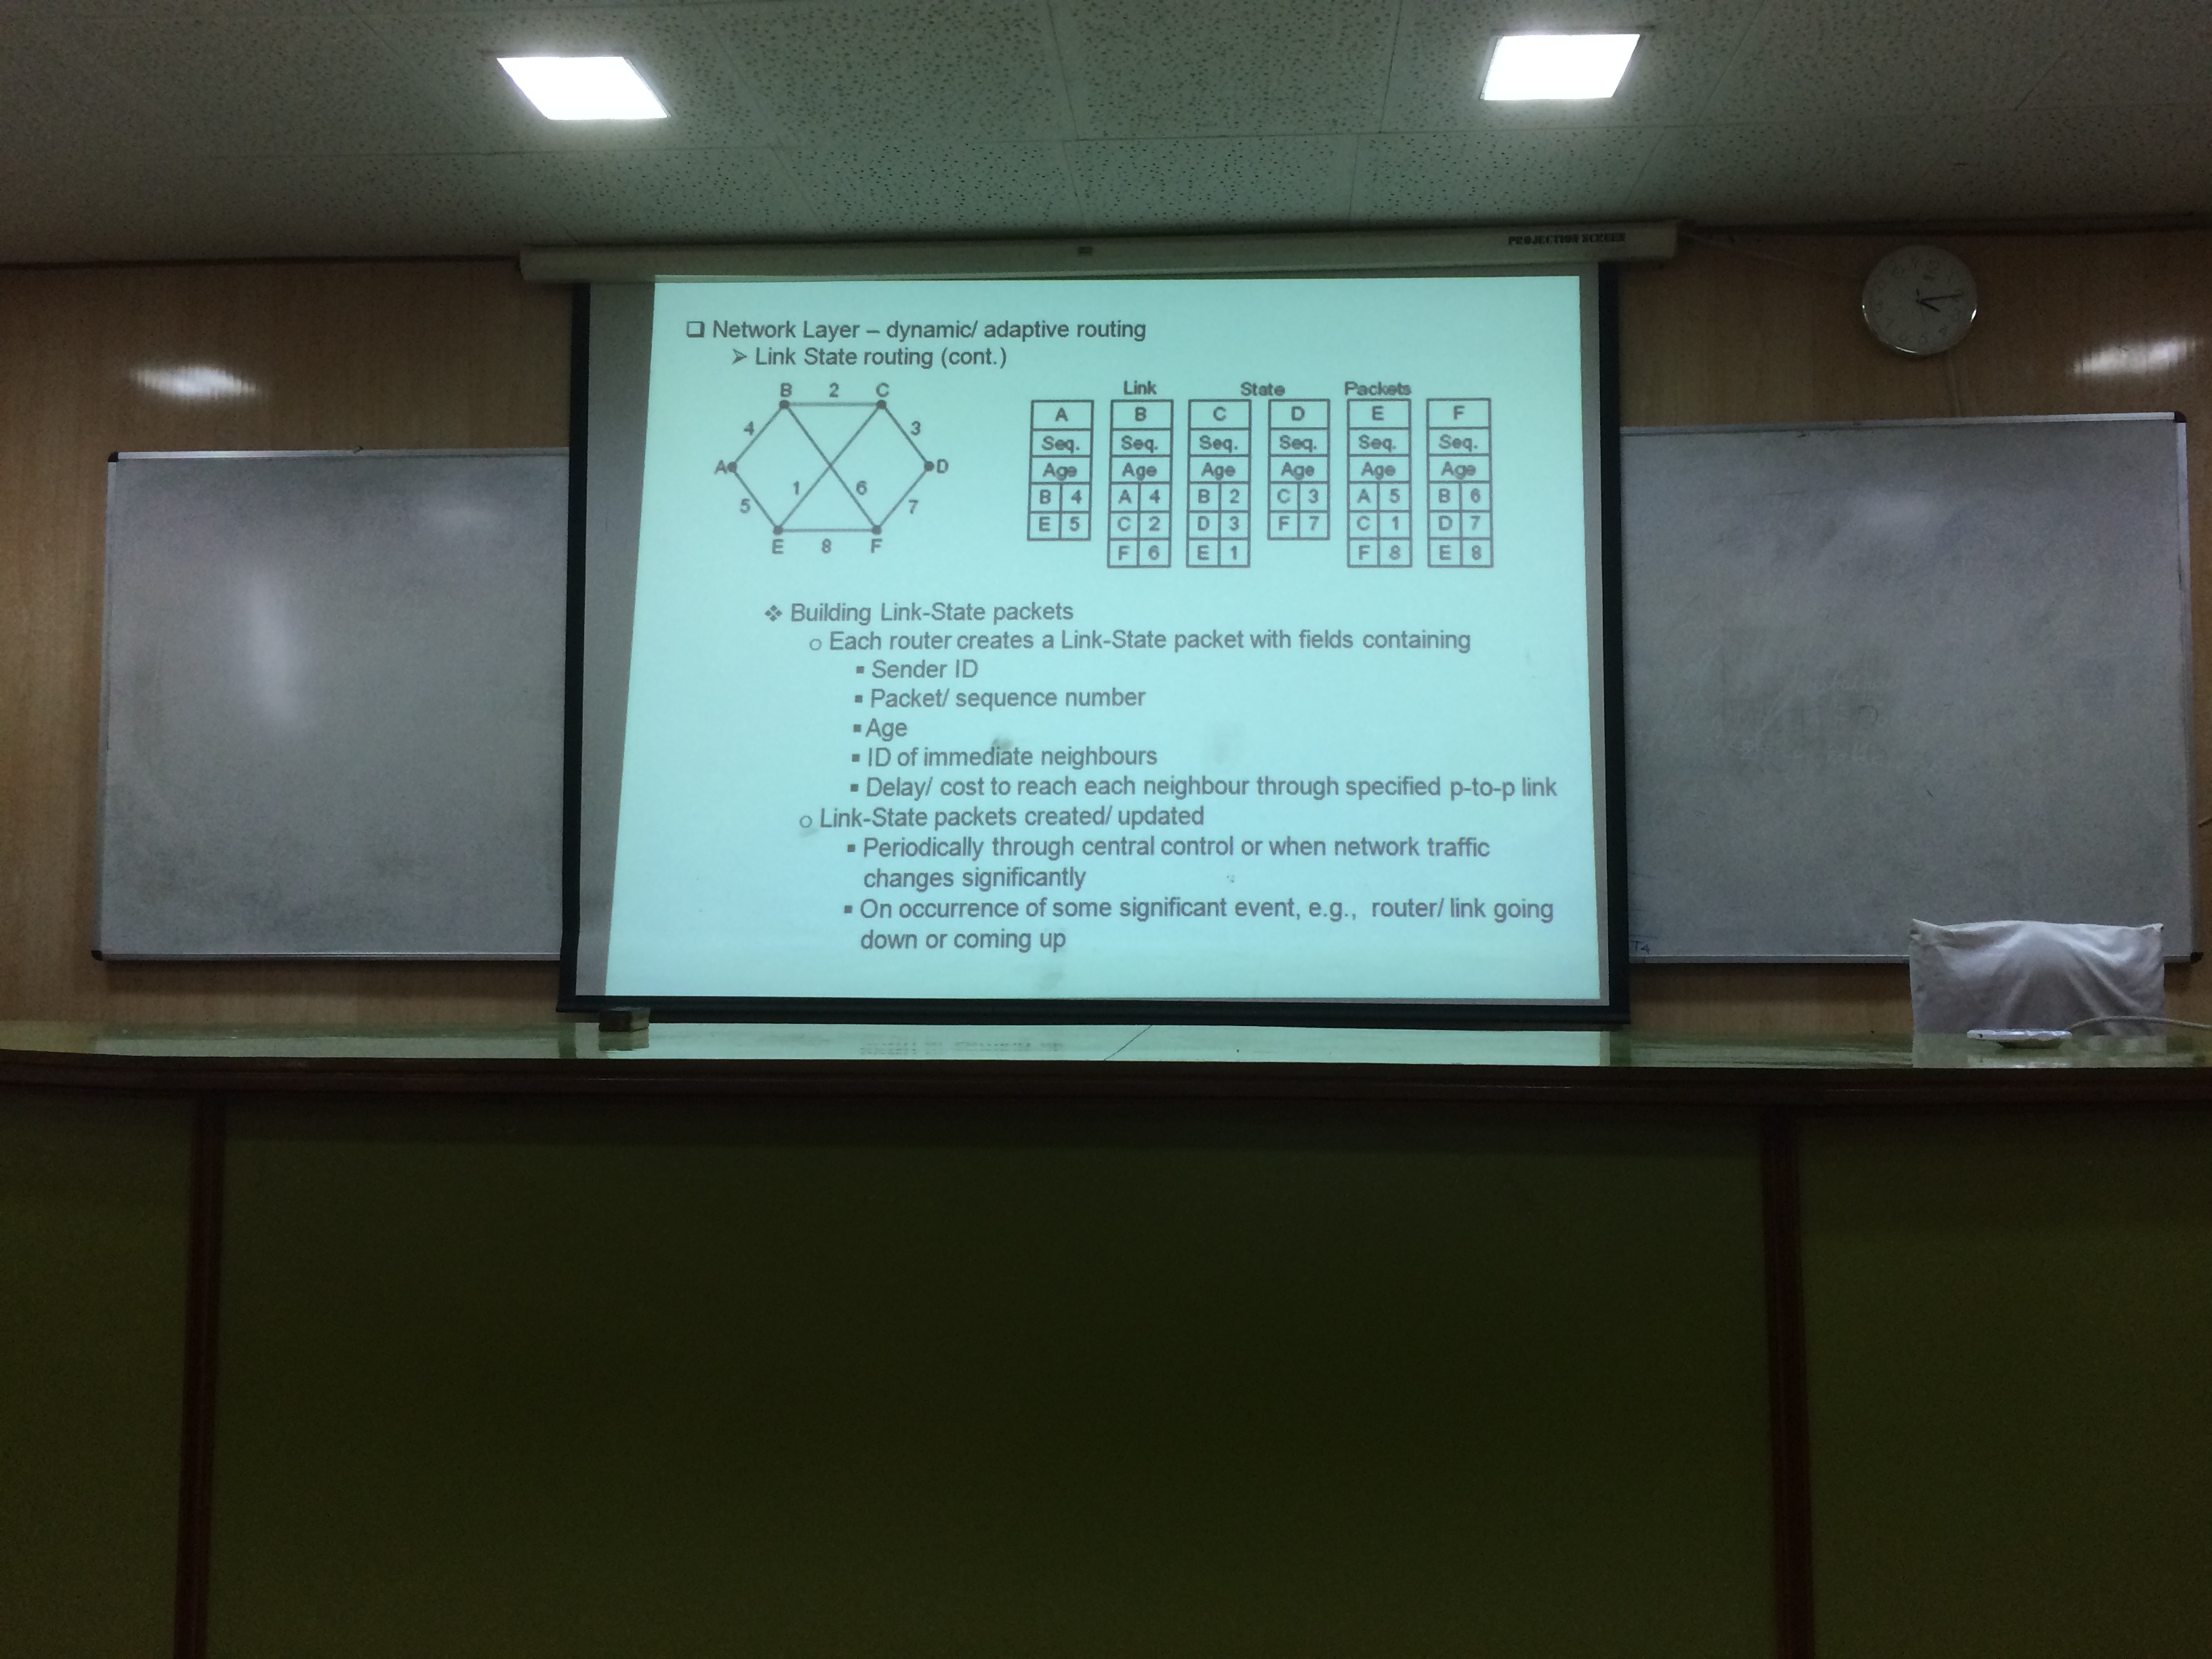 PROJECTION SCREEN
❑ Network Layer – dynamic/ adaptive routing
➢ Link State routing (cont.)
B 2 C
4 3
A D
1 6
5 7
E 8 F
Link State Packets
A B C D E F
Seq. Seq. Seq. Seq. Seq. Seq.
Age Age Age Age Age Age
B 4 A 4 B 2 C 3 A 5 B 6
E 5 C 2 D 3 F 7 C 1 D 7
F 6 E 1 F 8 E 8
❖ Building Link-State packets
o Each router creates a Link-State packet with fields containing
▪ Sender ID
▪ Packet/ sequence number
▪ Age
▪ ID of immediate neighbours
▪ Delay/ cost to reach each neighbour through specified p-to-p link
o Link-State packets created/ updated
▪ Periodically through central control or when network traffic
changes significantly
▪ On occurrence of some significant event, e.g., router/ link going
down or coming up